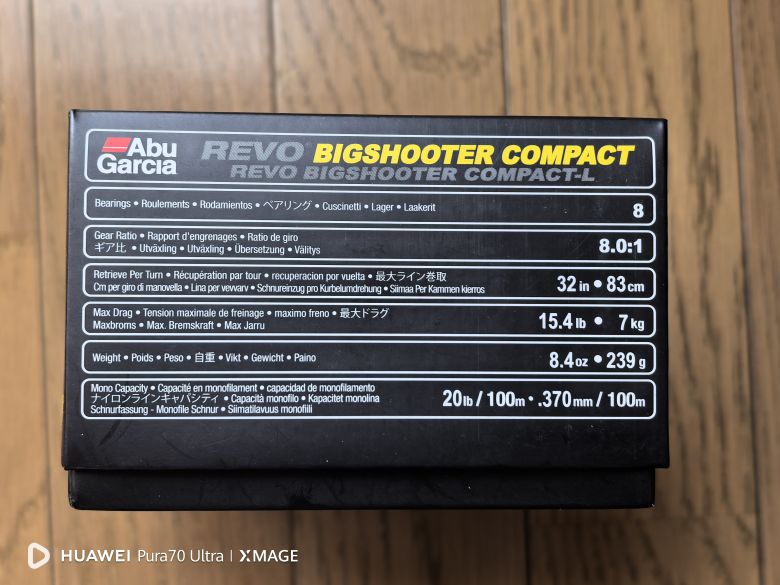 Abu
Garcia
REVO® BIGSHOOTER COMPACT
REVO BIGSHOOTER COMPACT-L
Bearings • Roulements • Rodamientos • ベアリング • Cuscinetti • Lager • Laakerit
8
Gear Ratio • Rapport d'engrenages • Ratio de giro
ギア比 • Utväxling • Utväxling • Übersetzung • Välitys
8.0:1
Retrieve Per Turn • Récupération par tour • recuperacion por vuelta • 最大ライン巻取
Cm per giro di manovella • Lina per vevvarv • Schnureinzug pro Kurbelumdrehung • Siimaa Per Kammen kierros
32 in • 83 cm
Max Drag • Tension maximale de freinage • maximo freno • 最大ドラグ
Maxbroms • Max. Bremskraft • Max Jarru
15.4 lb • 7 kg
Weight • Poids • Peso • 自重 • Vikt • Gewicht • Paino
8.4 oz • 239 g
Mono Capacity • Capacité en monofilament • capacidad de monofilamento
ナイロンラインキャパシティ • Capacità monofilo • Kapacitet monolina
Schnurfassung - Monofile Schnur • Siimatilavuus monofiili
20 lb / 100m • .370 mm / 100m
HUAWEI Pura70 Ultra | XMAGE